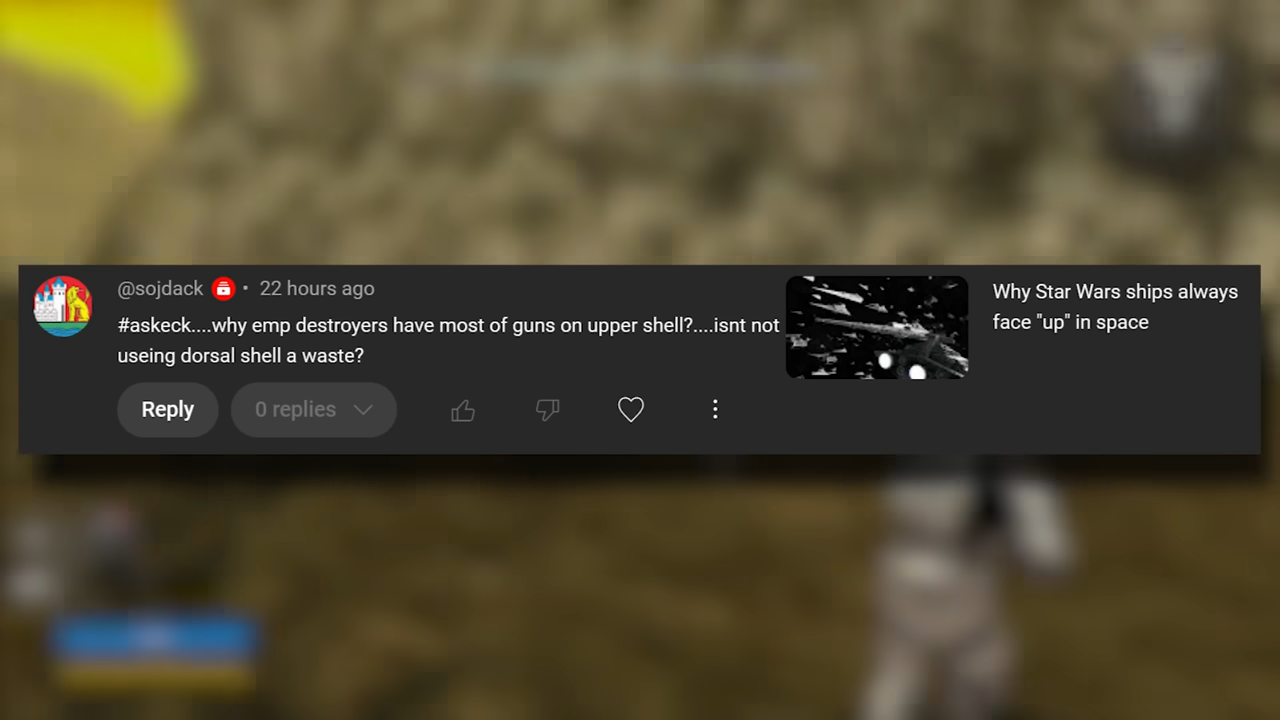 @sojdack • 22 hours ago
#askeck....why emp destroyers have most of guns on upper shell?....isnt not
useing dorsal shell a waste?
Reply
0 replies
Why Star Wars ships always
face "up" in space